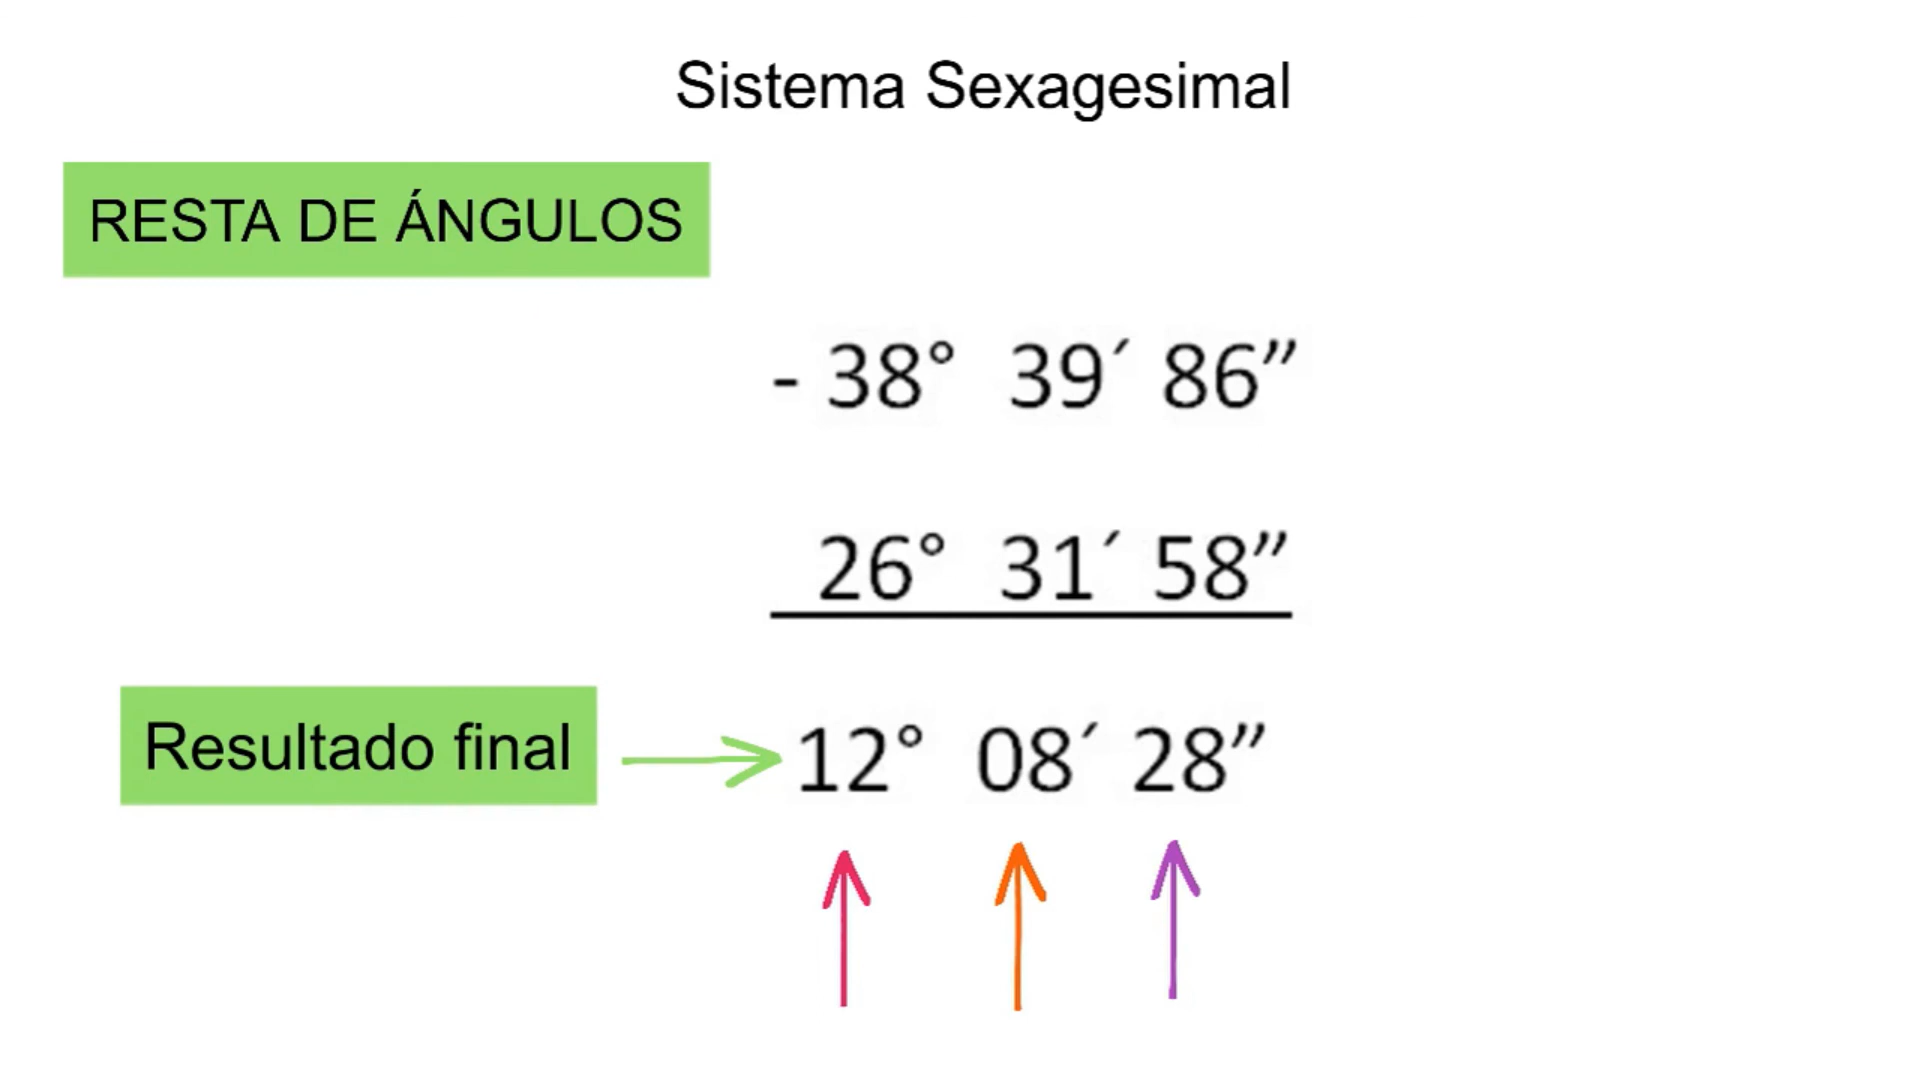 Sistema Sexagesimal
RESTA DE ÁNGULOS
- 38° 39´ 86”
26° 31´ 58”
Resultado final
12° 08´ 28”